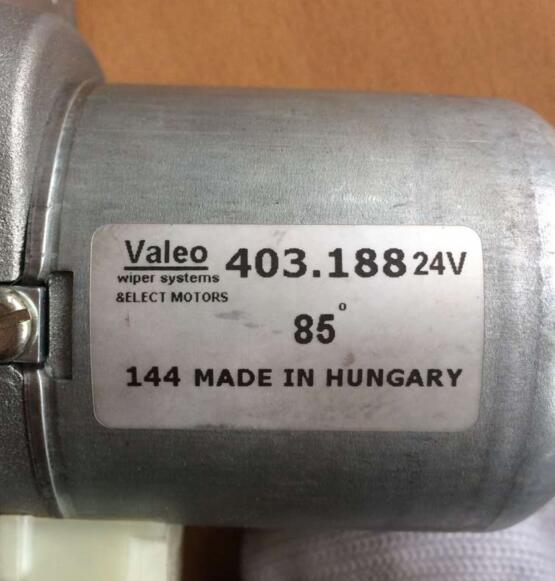 Valeo 403.188 24V
wiper systems
&ELECT MOTORS
85°
144 MADE IN HUNGARY